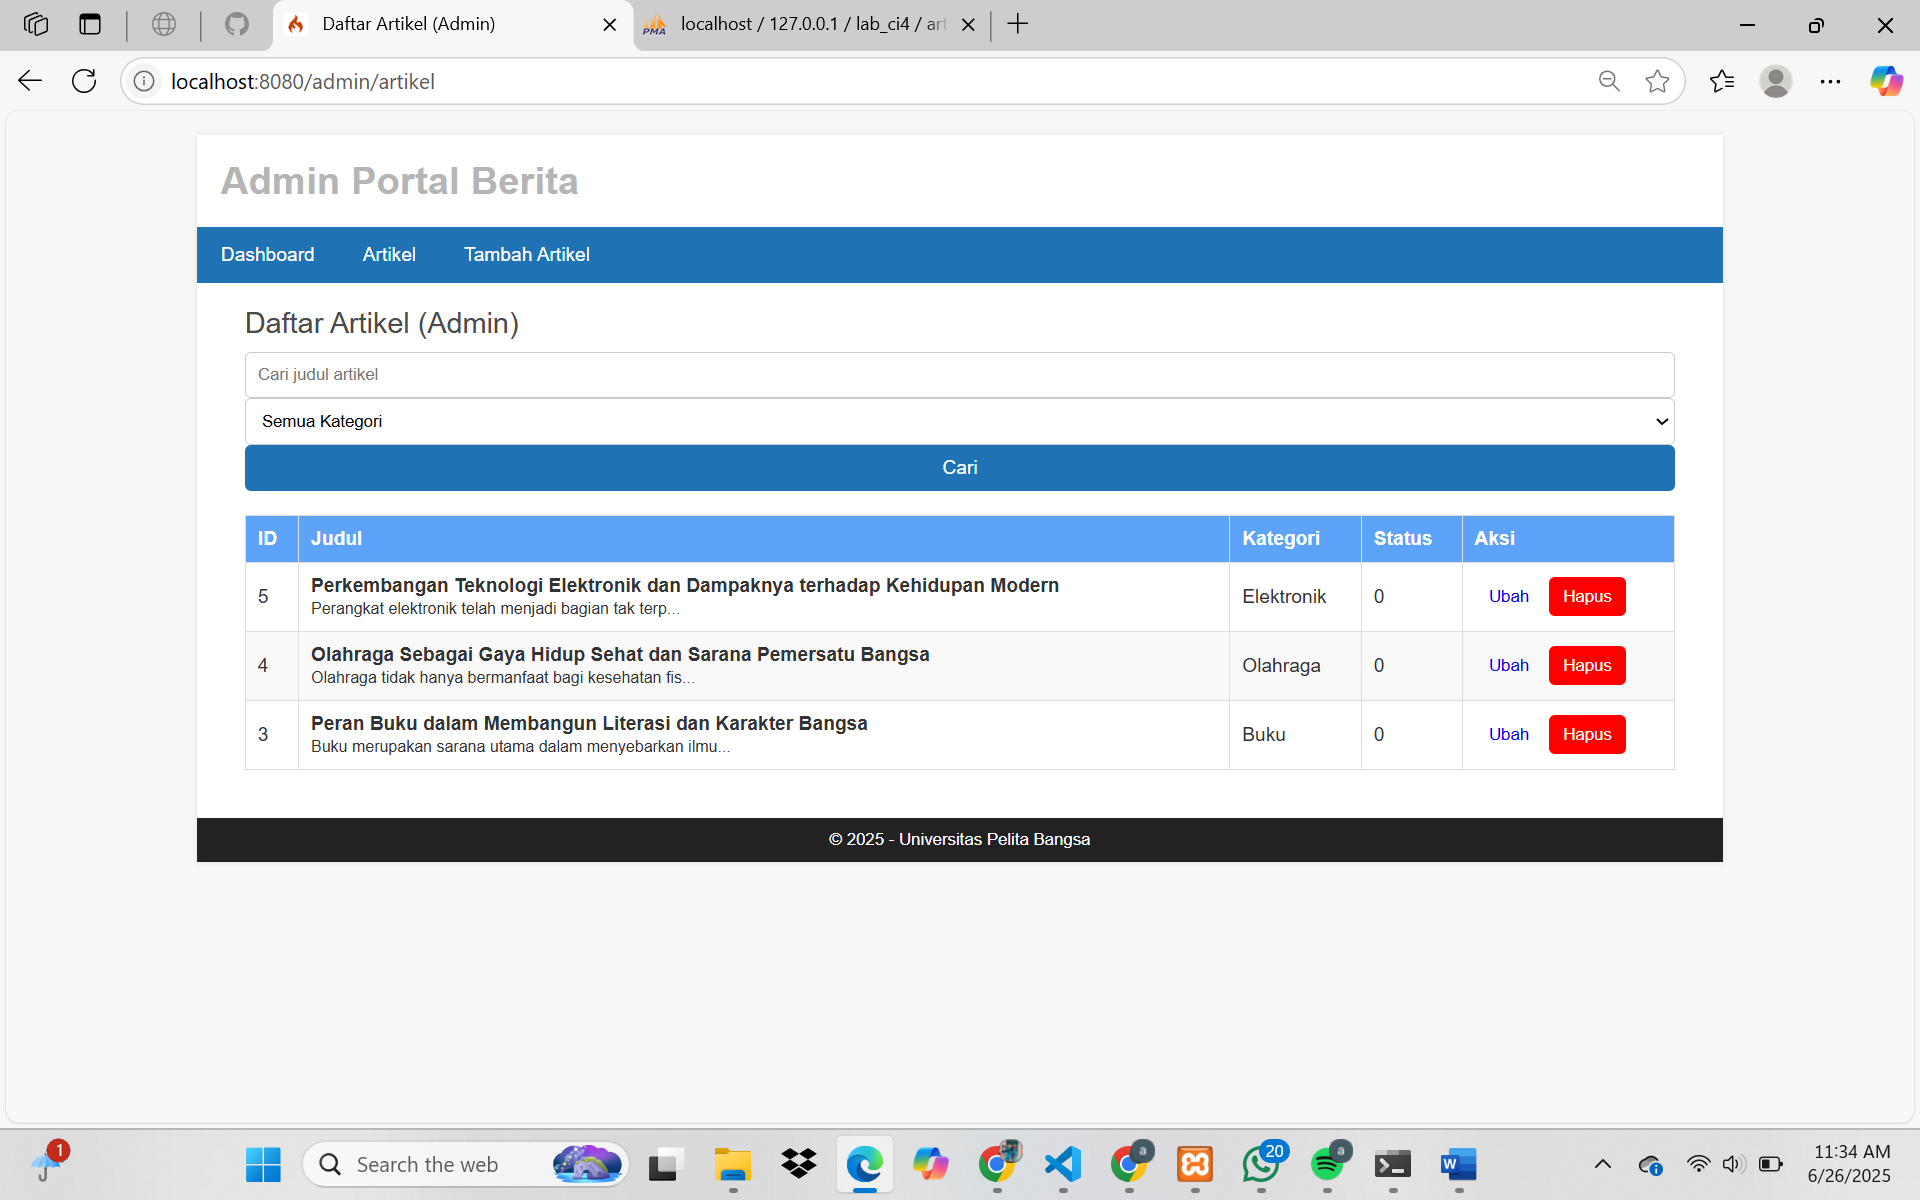 Daftar Artikel (Admin)
localhost / 127.0.0.1 / lab_ci4 / art
localhost:8080/admin/artikel
Admin Portal Berita
Dashboard Artikel Tambah Artikel
Daftar Artikel (Admin)
Cari judul artikel
Semua Kategori
Cari
ID Judul Kategori Status Aksi
5 Perkembangan Teknologi Elektronik dan Dampaknya terhadap Kehidupan Modern Elektronik 0 Ubah Hapus
Perangkat elektronik telah menjadi bagian tak terp...
4 Olahraga Sebagai Gaya Hidup Sehat dan Sarana Pemersatu Bangsa Olahraga 0 Ubah Hapus
Olahraga tidak hanya bermanfaat bagi kesehatan fis...
3 Peran Buku dalam Membangun Literasi dan Karakter Bangsa Buku 0 Ubah Hapus
Buku merupakan sarana utama dalam menyebarkan ilmu...
© 2025 - Universitas Pelita Bangsa
1
Search the web
a
20
a
11:34 AM
6/26/2025